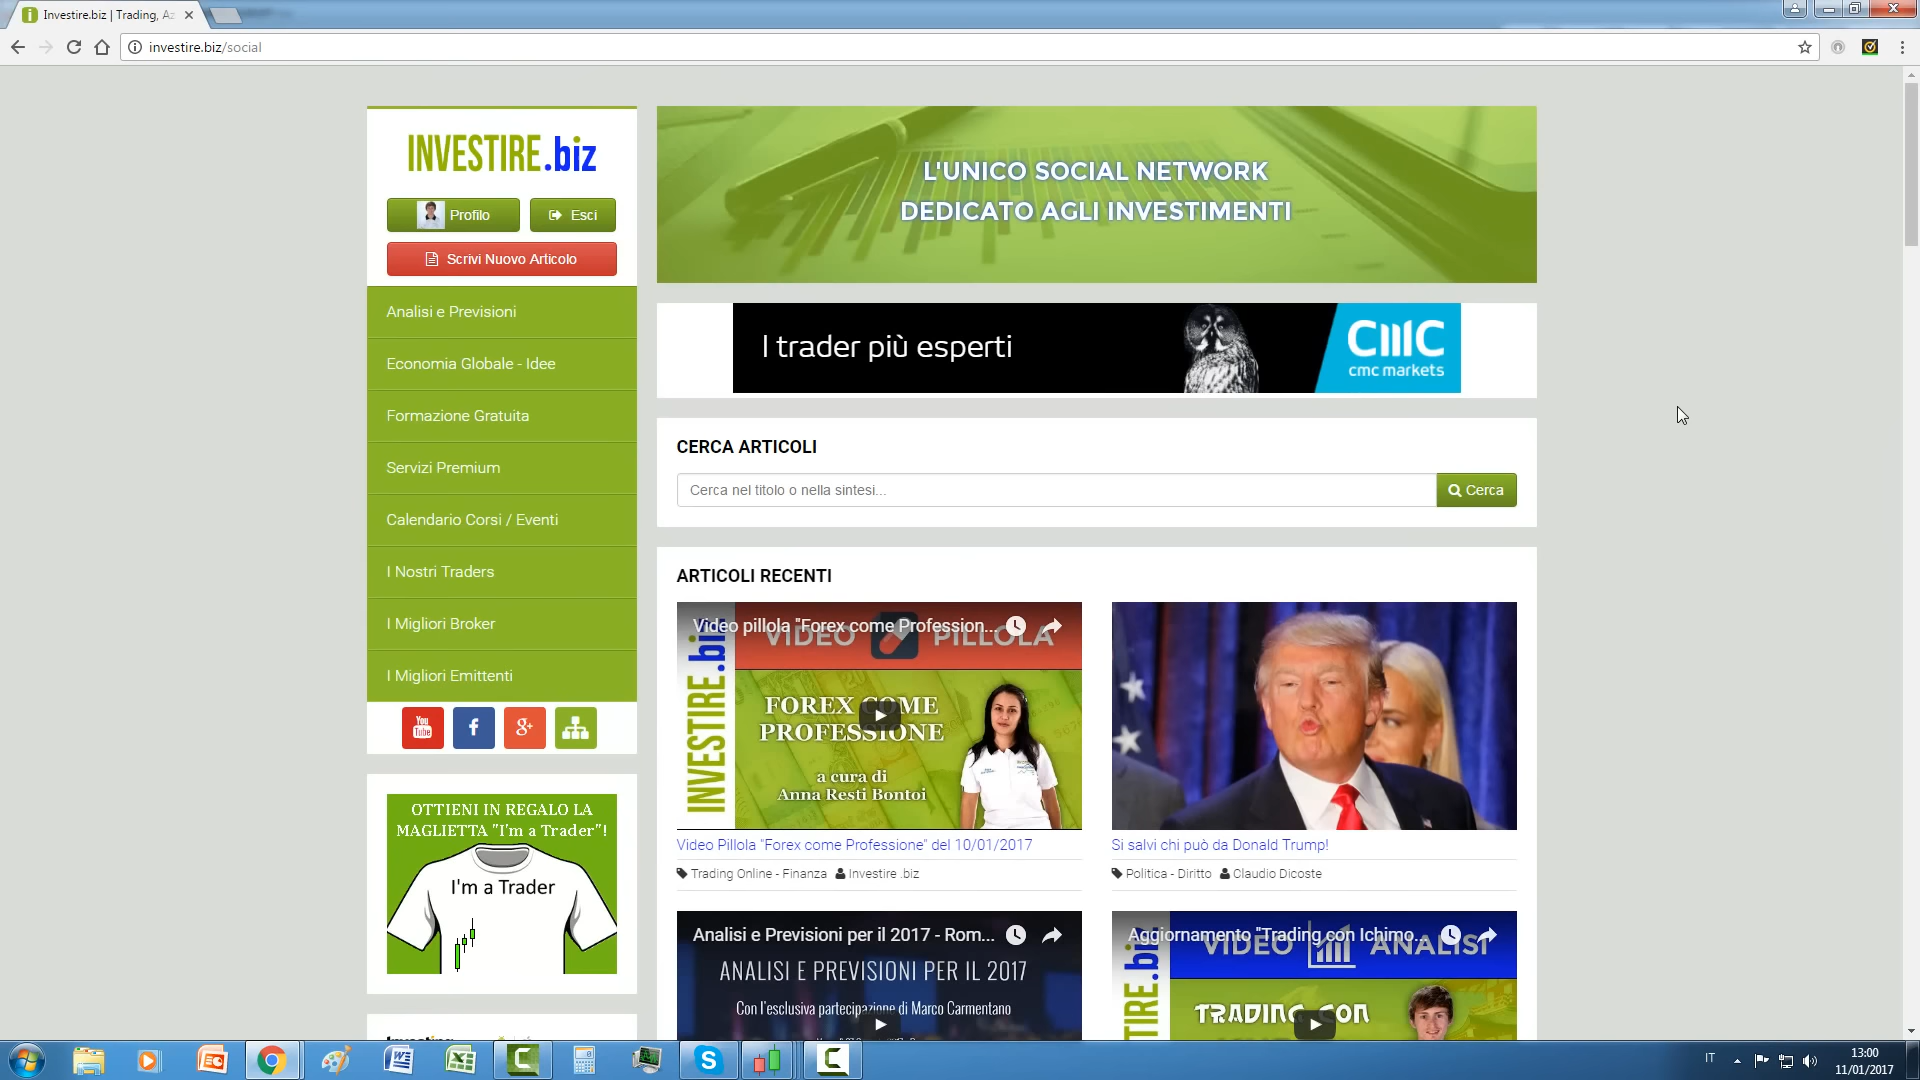 Investire.biz | Trading, Az
investire.biz/social
INVESTIRE.biz
Profilo
Esci
Scrivi Nuovo Articolo
Analisi e Previsioni
Economia Globale - Idee
Formazione Gratuita
Servizi Premium
Calendario Corsi / Eventi
I Nostri Traders
I Migliori Broker
I Migliori Emittenti
You
Tube
f
g+
OTTIENI IN REGALO LA
MAGLIETTA "I'm a Trader"!
I'm a Trader
L'UNICO SOCIAL NETWORK
DEDICATO AGLI INVESTIMENTI
I trader più esperti
CMC
cmc markets
CERCA ARTICOLI
Cerca nel titolo o nella sintesi...
Cerca
ARTICOLI RECENTI
Video pillola "Forex come Profession...
VIDEO PILLOLA
INVESTIRE.biz
FOREX COME
PROFESSIONE
a cura di
Anna Resti Bontoi
Video Pillola "Forex come Professione" del 10/01/2017
Trading Online - Finanza
Investire .biz
Si salvi chi può da Donald Trump!
Politica - Diritto
Claudio Dicoste
Analisi e Previsioni per il 2017 - Rom...
ANALISI E PREVISIONI PER IL 2017
Con l'esclusiva partecipazione di Marco Carmentano
Aggiornamento "Trading con Ichimo...
VIDEO ANALISI
TIRE.biz
TRADING CON
IT
13:00
11/01/2017